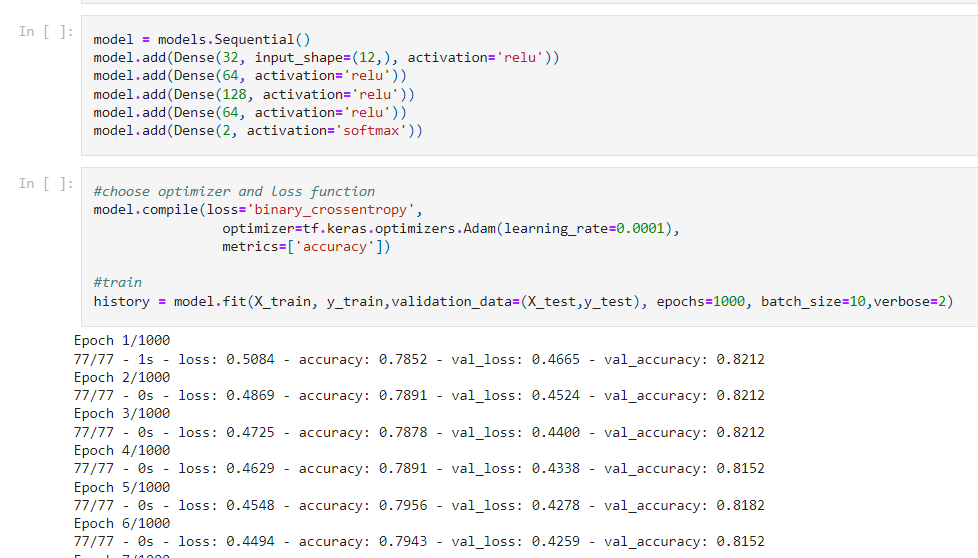 In [ ]:
model = models.Sequential()
model.add(Dense(32, input_shape=(12,), activation='relu'))
model.add(Dense(64, activation='relu'))
model.add(Dense(128, activation='relu'))
model.add(Dense(64, activation='relu'))
model.add(Dense(2, activation='softmax'))
In [ ]:
#choose optimizer and loss function
model.compile(loss='binary_crossentropy',
                optimizer=tf.keras.optimizers.Adam(learning_rate=0.0001),
                metrics=['accuracy'])

#train
history = model.fit(X_train, y_train,validation_data=(X_test,y_test), epochs=1000, batch_size=10,verbose=2)
Epoch 1/1000
77/77 - 1s - loss: 0.5084 - accuracy: 0.7852 - val_loss: 0.4665 - val_accuracy: 0.8212
Epoch 2/1000
77/77 - 0s - loss: 0.4869 - accuracy: 0.7891 - val_loss: 0.4524 - val_accuracy: 0.8212
Epoch 3/1000
77/77 - 0s - loss: 0.4725 - accuracy: 0.7878 - val_loss: 0.4400 - val_accuracy: 0.8212
Epoch 4/1000
77/77 - 0s - loss: 0.4629 - accuracy: 0.7891 - val_loss: 0.4338 - val_accuracy: 0.8152
Epoch 5/1000
77/77 - 0s - loss: 0.4548 - accuracy: 0.7956 - val_loss: 0.4278 - val_accuracy: 0.8182
Epoch 6/1000
77/77 - 0s - loss: 0.4494 - accuracy: 0.7943 - val_loss: 0.4259 - val_accuracy: 0.8152